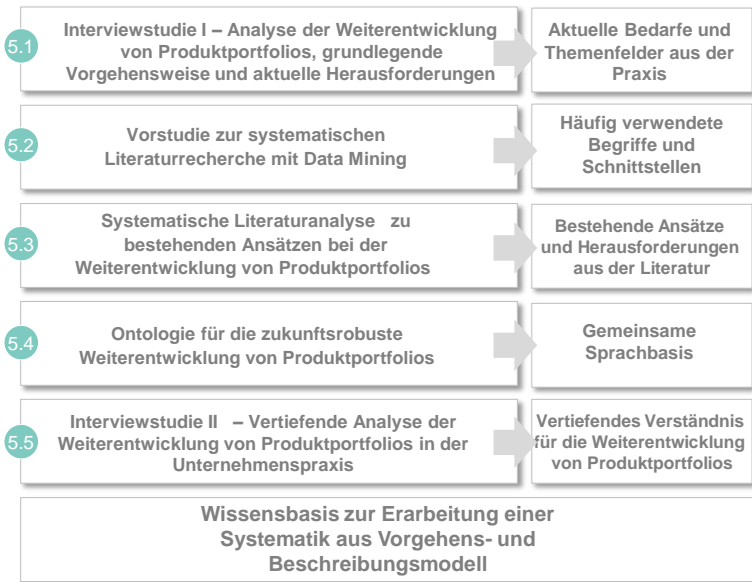 5.1
Interviewstudie I – Analyse der Weiterentwicklung
von Produktportfolios, grundlegende
Vorgehensweise und aktuelle Herausforderungen
Aktuelle Bedarfe und
Themenfelder aus der
Praxis
5.2
Vorstudie zur systematischen
Literaturrecherche mit Data Mining
Häufig verwendete
Begriffe und
Schnittstellen
5.3
Systematische Literaturanalyse zu
bestehenden Ansätzen bei der
Weiterentwicklung von Produktportfolios
Bestehende Ansätze
und Herausforderungen
aus der Literatur
5.4
Ontologie für die zukunftsrobuste
Weiterentwicklung von Produktportfolios
Gemeinsame
Sprachbasis
5.5
Interviewstudie II – Vertiefende Analyse der
Weiterentwicklung von Produktportfolios in der
Unternehmenspraxis
Vertiefendes Verständnis
für die Weiterentwicklung
von Produktportfolios
Wissensbasis zur Erarbeitung einer
Systematik aus Vorgehens- und
Beschreibungsmodell